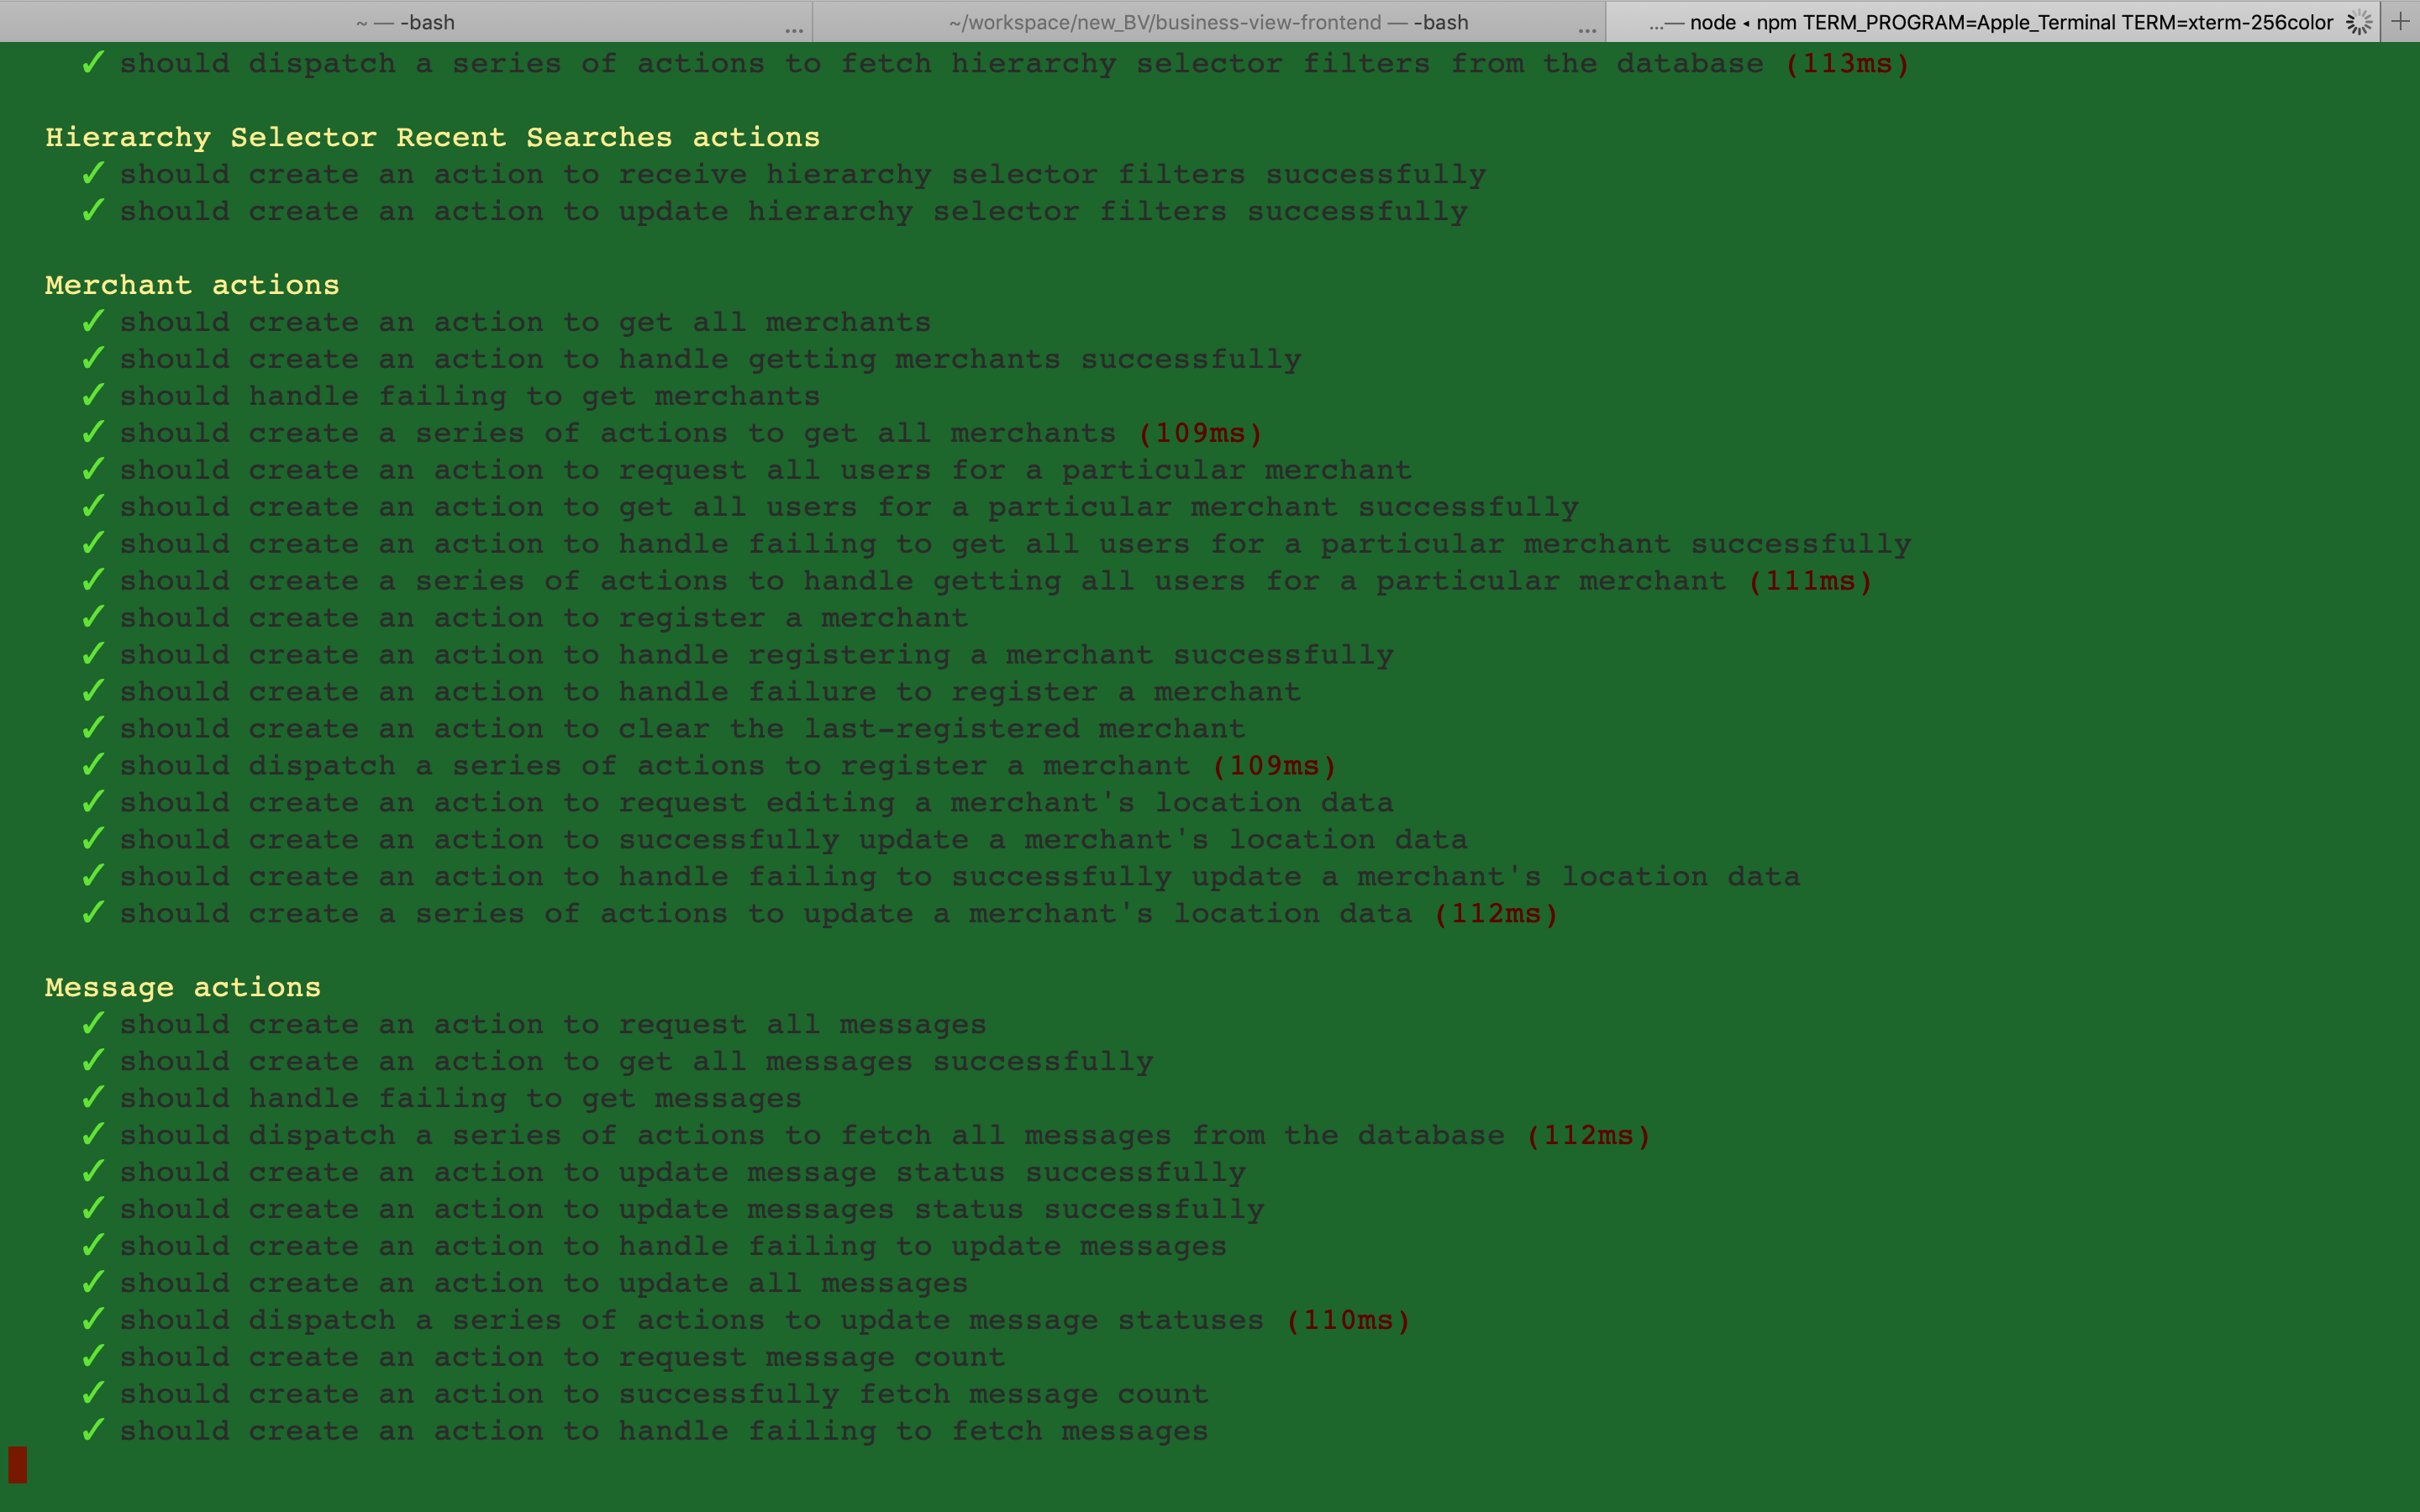 ~ — -bash
...
~/workspace/new_BV/business-view-frontend — -bash
...
...— node ◂ npm TERM_PROGRAM=Apple_Terminal TERM=xterm-256color
+
✓ should dispatch a series of actions to fetch hierarchy selector filters from the database (113ms)
Hierarchy Selector Recent Searches actions
✓ should create an action to receive hierarchy selector filters successfully
✓ should create an action to update hierarchy selector filters successfully
Merchant actions
✓ should create an action to get all merchants
✓ should create an action to handle getting merchants successfully
✓ should handle failing to get merchants
✓ should create a series of actions to get all merchants (109ms)
✓ should create an action to request all users for a particular merchant
✓ should create an action to get all users for a particular merchant successfully
✓ should create an action to handle failing to get all users for a particular merchant successfully
✓ should create a series of actions to handle getting all users for a particular merchant (111ms)
✓ should create an action to register a merchant
✓ should create an action to handle registering a merchant successfully
✓ should create an action to handle failure to register a merchant
✓ should create an action to clear the last-registered merchant
✓ should dispatch a series of actions to register a merchant (109ms)
✓ should create an action to request editing a merchant's location data
✓ should create an action to successfully update a merchant's location data
✓ should create an action to handle failing to successfully update a merchant's location data
✓ should create a series of actions to update a merchant's location data (112ms)
Message actions
✓ should create an action to request all messages
✓ should create an action to get all messages successfully
✓ should handle failing to get messages
✓ should dispatch a series of actions to fetch all messages from the database (112ms)
✓ should create an action to update message status successfully
✓ should create an action to update messages status successfully
✓ should create an action to handle failing to update messages
✓ should create an action to update all messages
✓ should dispatch a series of actions to update message statuses (110ms)
✓ should create an action to request message count
✓ should create an action to successfully fetch message count
✓ should create an action to handle failing to fetch messages